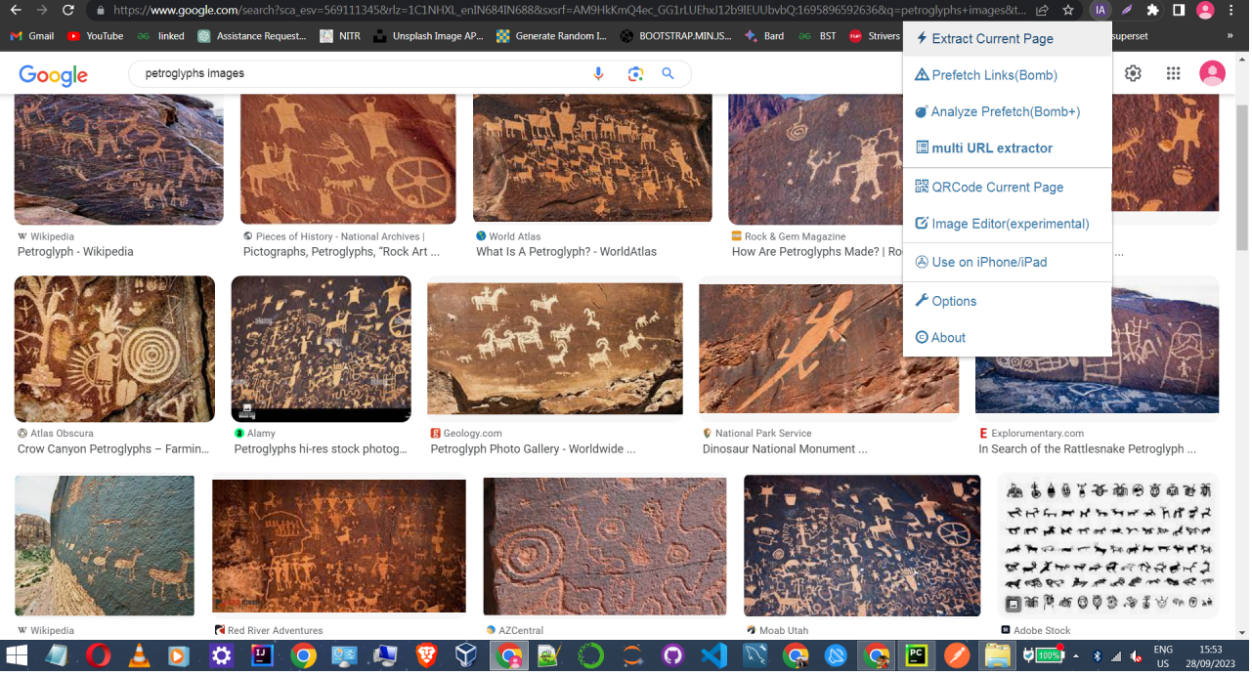 https://www.google.com/search?sca_esv=569111345&rlz=1C1NHXL_enIN684IN688&sxsrf=AM9HkKmQ4ec_GG1rLUEhxJ12b9IEUUbvbQ:1695896592636&q=petroglyphs+images&t...
IA
Gmail YouTube linked Assistance Request... NITR Unsplash Image AP... Generate Random I... BOOTSTRAP.MIN.JS... Bard BST Strivers superset »
Extract Current Page
Prefetch Links(Bomb)
Analyze Prefetch(Bomb+)
multi URL extractor
QRCode Current Page
Image Editor(experimental)
Use on iPhone/iPad
Options
About
Google petroglyphs images
Wikipedia
Petroglyph - Wikipedia
Pieces of History - National Archives |
Pictographs, Petroglyphs, “Rock Art ...
World Atlas
What Is A Petroglyph? - WorldAtlas
Rock & Gem Magazine
How Are Petroglyphs Made? |
...
Atlas Obscura
Crow Canyon Petroglyphs – Farmin...
alamy
Alamy
Petroglyphs hi-res stock photog...
Geology.com
Petroglyph Photo Gallery - Worldwide ...
National Park Service
Dinosaur National Monument ...
Explorumentary.com
In Search of the Rattlesnake Petroglyph ...
Wikipedia
Red River Adventures
AZCentral
Moab Utah
Adobe Stock
100%
ENG
US
15:53
28/09/2023